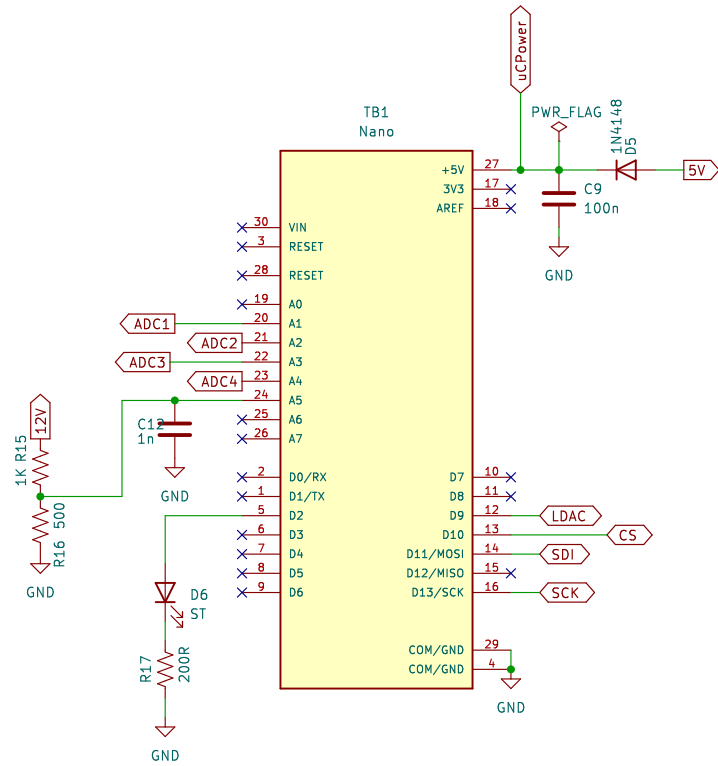 uCPower
TB1
Nano
PWR_FLAG
1N4148
D5
5V
C9
100n
GND
+5V 27
3V3 17
AREF 18
30 VIN
3 RESET
28 RESET
19 A0
ADC1 20 A1
ADC2 21 A2
ADC3 22 A3
ADC4 23 A4
24 A5
25 A6
26 A7
12V
C12
1n
GND
1K R15
R16 500
GND
2 D0/RX
1 D1/TX
5 D2
6 D3
7 D4
8 D5
9 D6
D7 10
D8 11
D9 12 LDAC
D10 13 CS
D11/MOSI 14 SDI
D12/MISO 15
D13/SCK 16 SCK
D6
ST
R17 200R
GND
COM/GND 29
COM/GND 4
GND